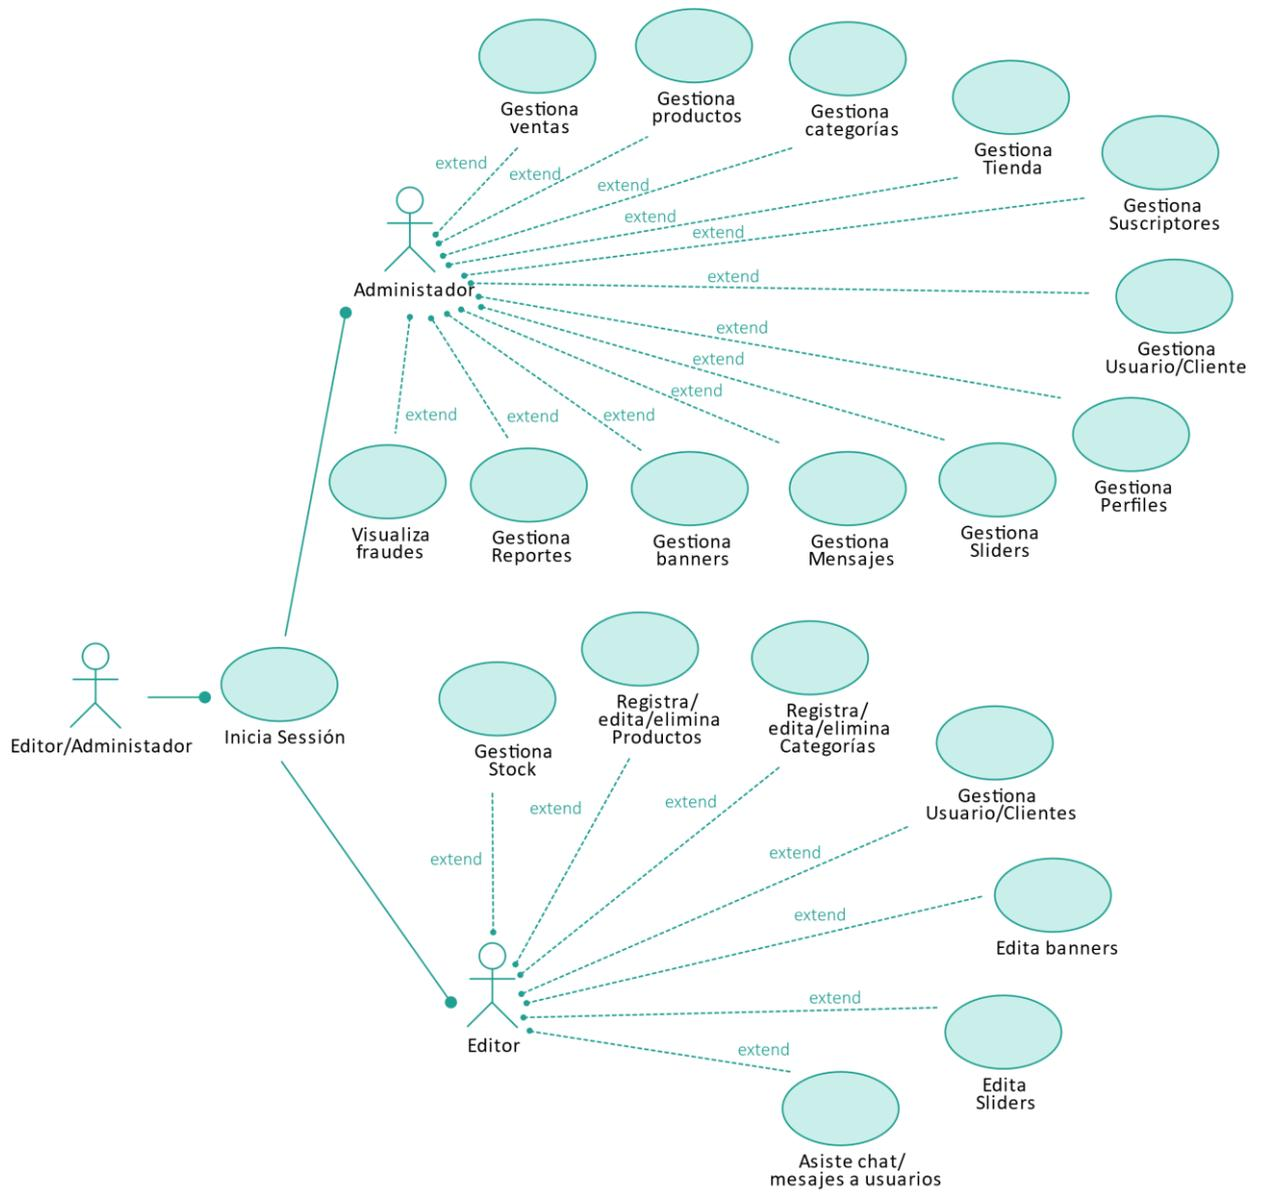 Gestiona
ventas
Gestiona
productos
Gestiona
categorías
Gestiona
Tienda
Gestiona
Suscriptores
extend
extend
extend
extend
extend
Administador
extend
Gestiona
Usuario/Cliente
extend
extend
extend
extend
extend
extend
Gestiona
Perfiles
Visualiza
fraudes
Gestiona
Reportes
Gestiona
banners
Gestiona
Mensajes
Gestiona
Sliders
Editor/Administador
Inicia Sessión
Gestiona
Stock
Registra/
edita/elimina
Productos
Registra/
edita/elimina
Categorías
Gestiona
Usuario/Clientes
extend
extend
extend
extend
extend
Edita banners
extend
Editor
extend
Edita
Sliders
Asiste chat/
mesajes a usuarios